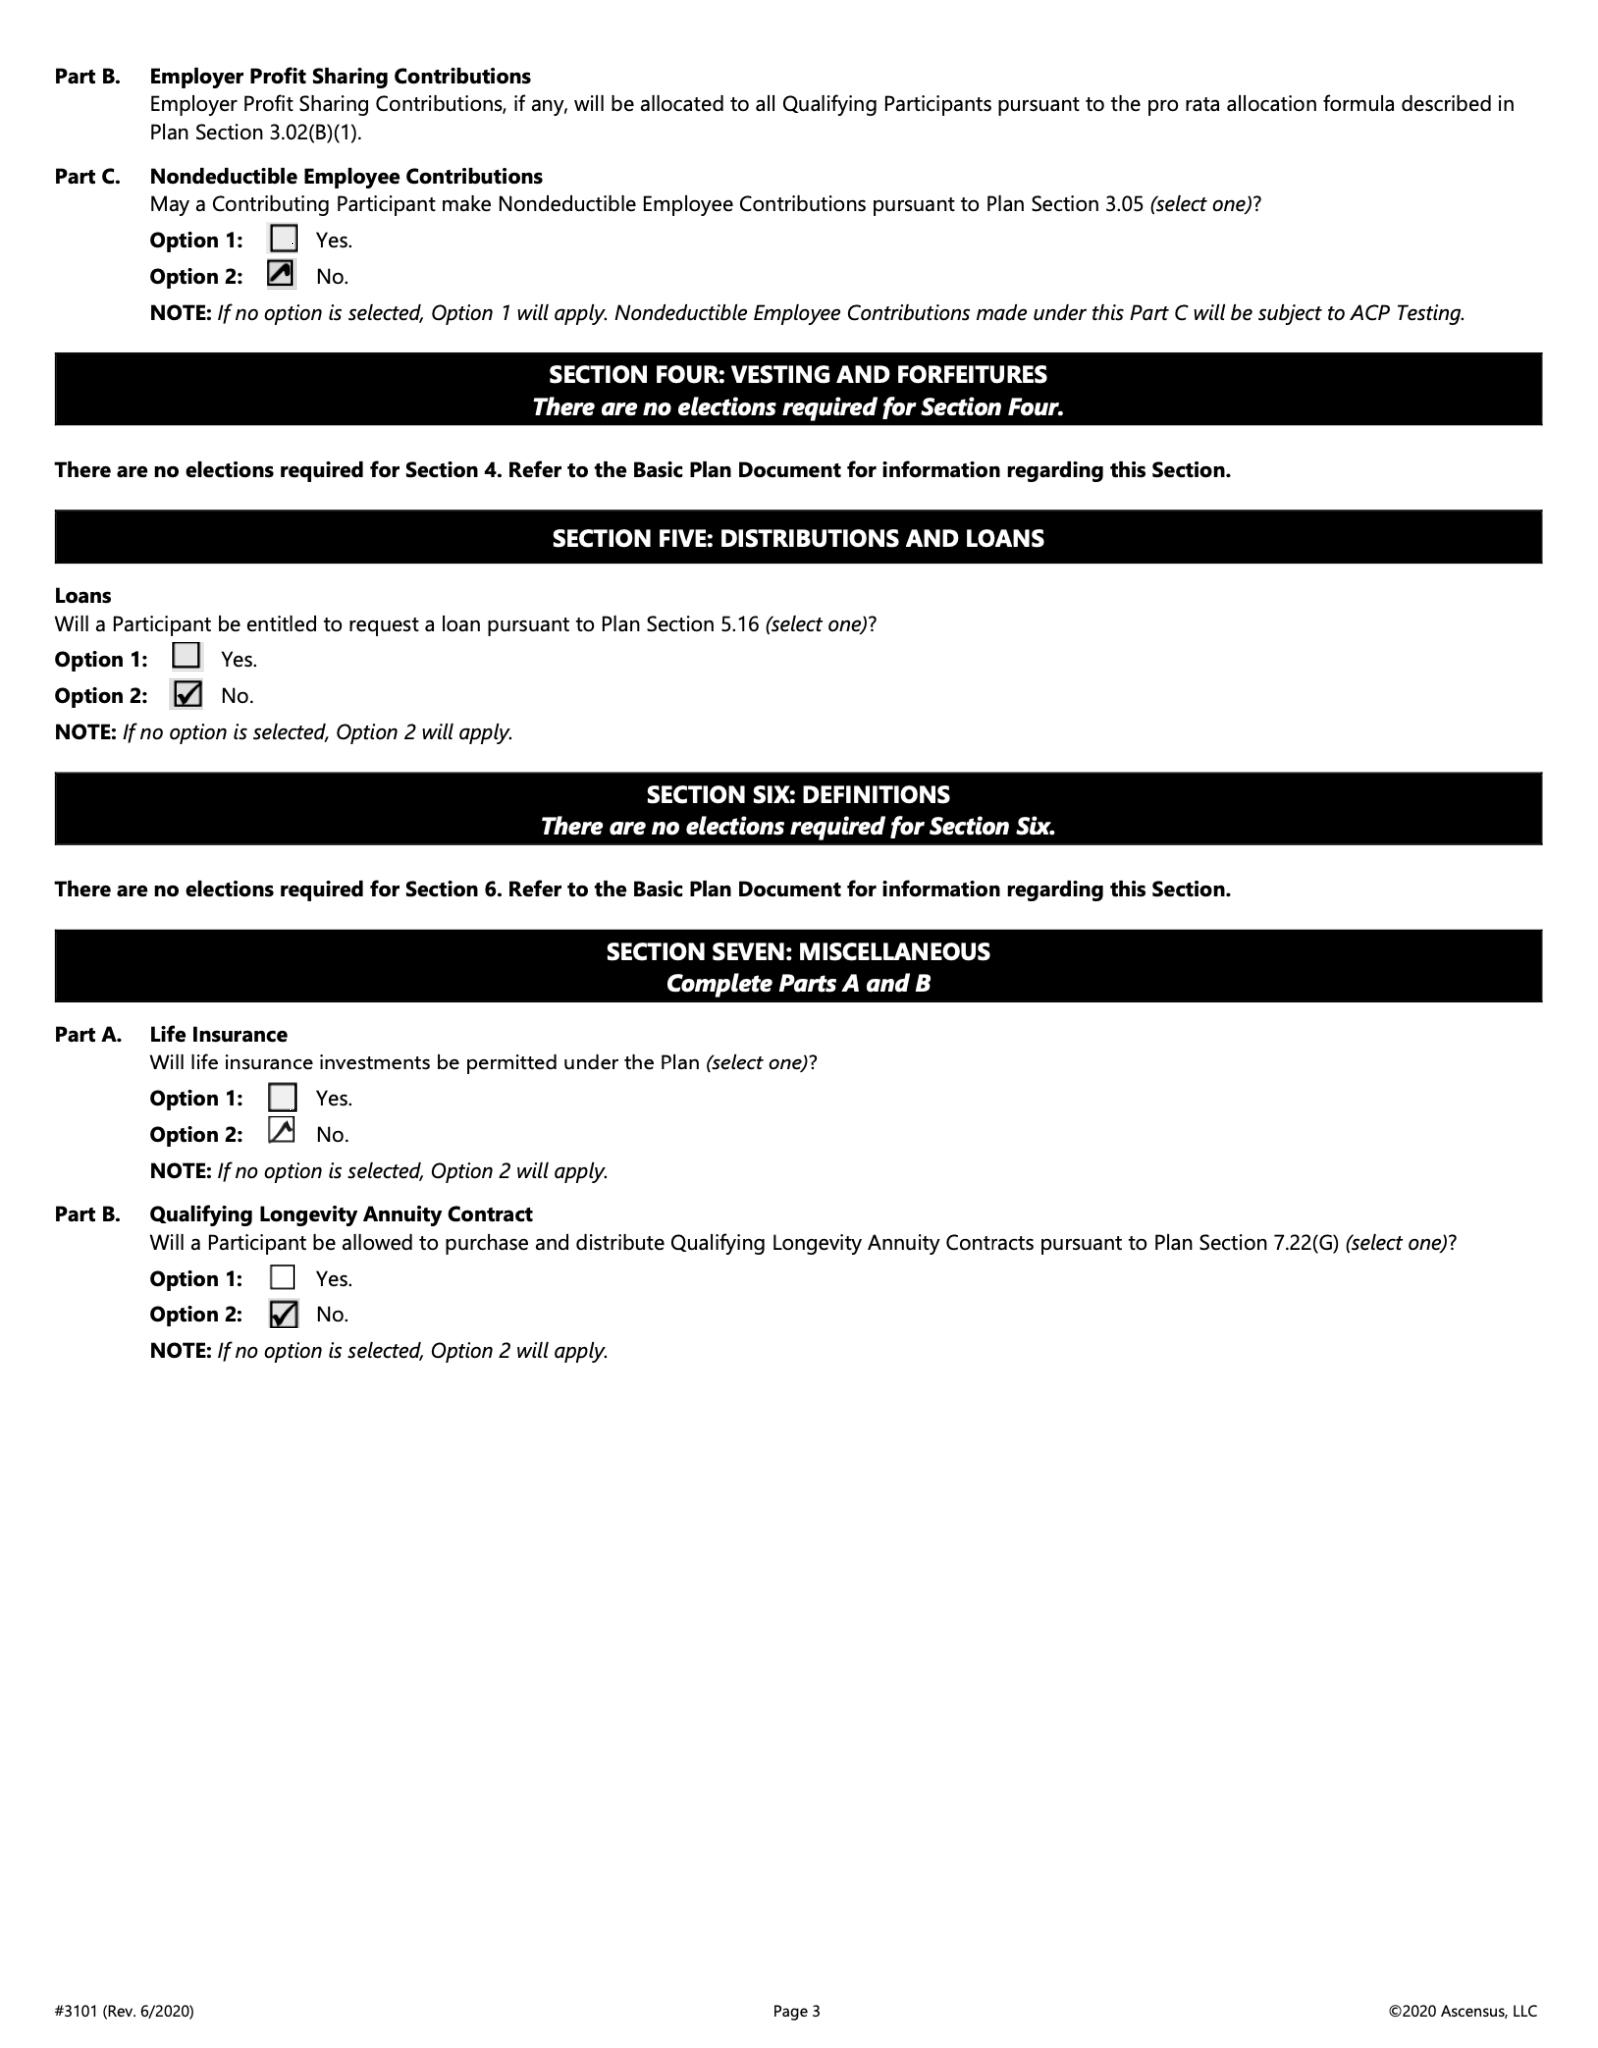 Part B. Employer Profit Sharing Contributions
Employer Profit Sharing Contributions, if any, will be allocated to all Qualifying Participants pursuant to the pro rata allocation formula described in
Plan Section 3.02(B)(1).
Part C. Nondeductible Employee Contributions
May a Contributing Participant make Nondeductible Employee Contributions pursuant to Plan Section 3.05 (select one)?
Option 1: Yes.
Option 2: No.
NOTE: If no option is selected, Option 1 will apply. Nondeductible Employee Contributions made under this Part C will be subject to ACP Testing.
SECTION FOUR: VESTING AND FORFEITURES
There are no elections required for Section Four.
There are no elections required for Section 4. Refer to the Basic Plan Document for information regarding this Section.
SECTION FIVE: DISTRIBUTIONS AND LOANS
Loans
Will a Participant be entitled to request a loan pursuant to Plan Section 5.16 (select one)?
Option 1: Yes.
Option 2: No.
NOTE: If no option is selected, Option 2 will apply.
SECTION SIX: DEFINITIONS
There are no elections required for Section Six.
There are no elections required for Section 6. Refer to the Basic Plan Document for information regarding this Section.
SECTION SEVEN: MISCELLANEOUS
Complete Parts A and B
Part A. Life Insurance
Will life insurance investments be permitted under the Plan (select one)?
Option 1: Yes.
Option 2: No.
NOTE: If no option is selected, Option 2 will apply.
Part B. Qualifying Longevity Annuity Contract
Will a Participant be allowed to purchase and distribute Qualifying Longevity Annuity Contracts pursuant to Plan Section 7.22(G) (select one)?
Option 1: Yes.
Option 2: No.
NOTE: If no option is selected, Option 2 will apply.
#3101 (Rev. 6/2020) Page 3 ©2020 Ascensus, LLC